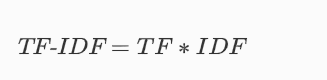 TF-IDF = TF * IDF